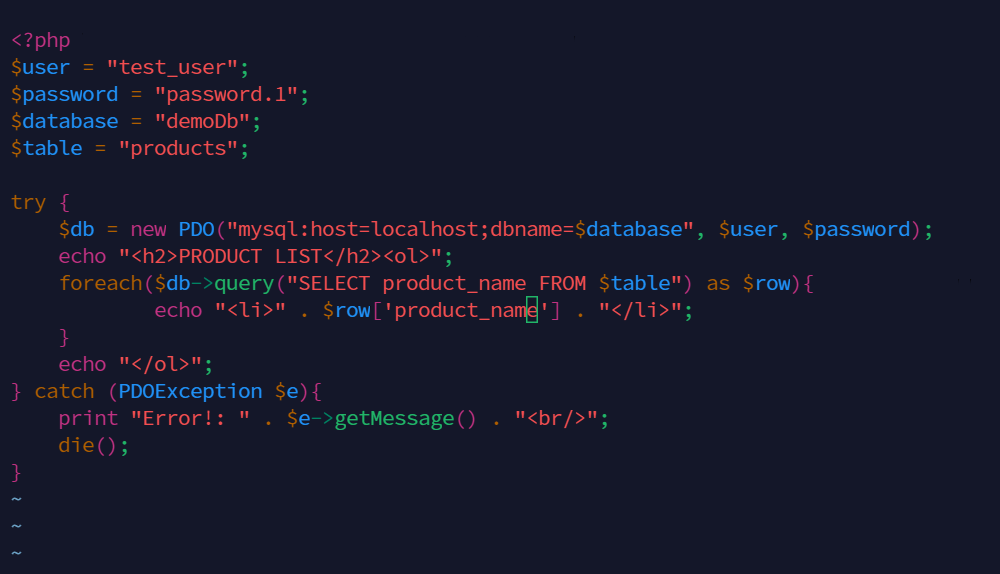 <?php
$user = "test_user";
$password = "password.1";
$database = "demoDb";
$table = "products";

try {
    $db = new PDO("mysql:host=localhost;dbname=$database", $user, $password);
    echo "<h2>PRODUCT LIST</h2><ol>";
    foreach($db->query("SELECT product_name FROM $table") as $row){
            echo "<li>" . $row['product_name'] . "</li>";
    }
    echo "</ol>";
} catch (PDOException $e){
    print "Error!: " . $e->getMessage() . "<br/>";
    die();
}
~
~
~